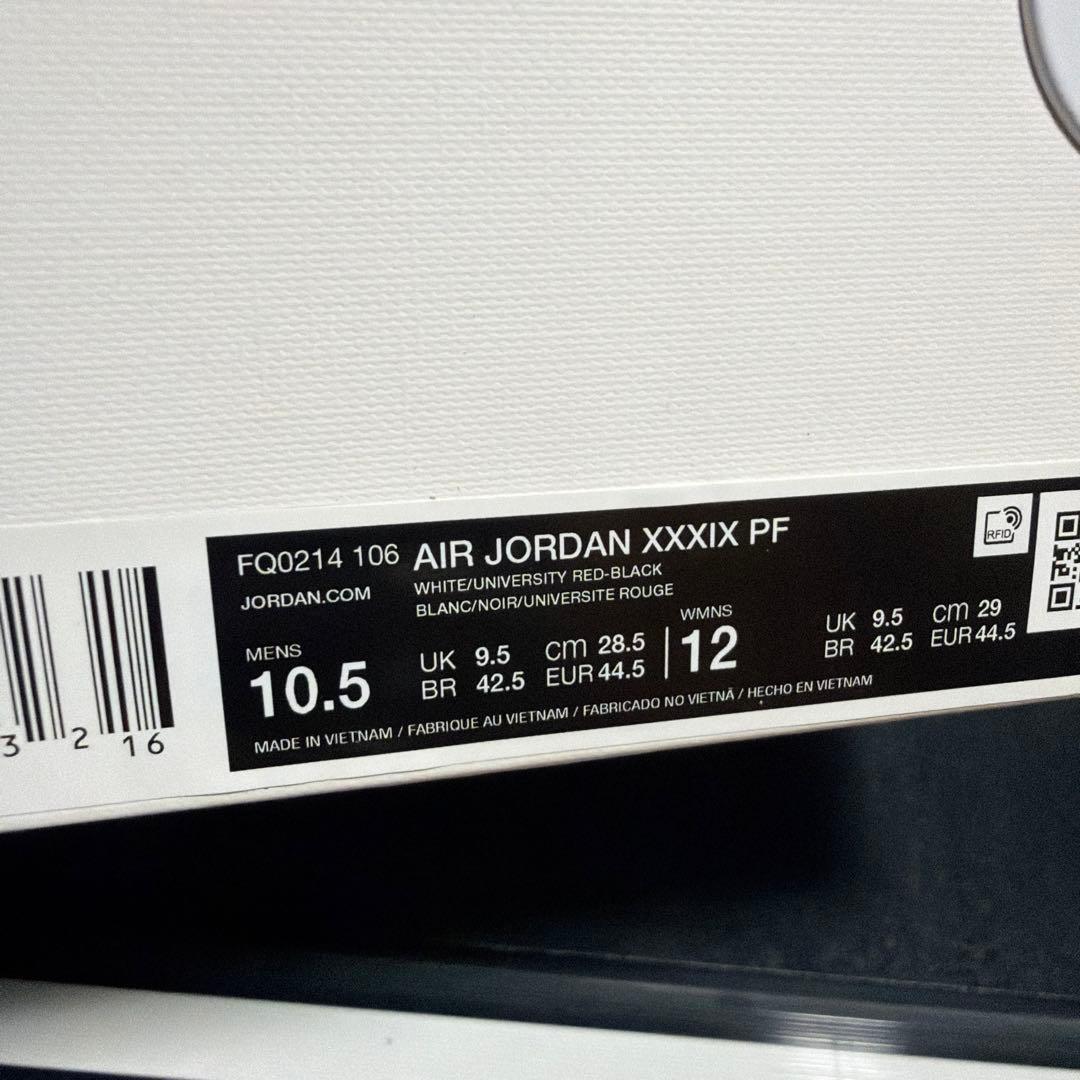 FQ0214 106 AIR JORDAN XXXIX PF
JORDAN.COM
WHITE/UNIVERSITY RED-BLACK
BLANC/NOIR/UNIVERSITE ROUGE
MENS
10.5
UK 9.5 cm 28.5
BR 42.5 EUR 44.5
WMNS
12
UK 9.5 cm 29
BR 42.5 EUR 44.5
MADE IN VIETNAM / FABRIQUE AU VIETNAM / FABRICADO NO VIETNÃ / HECHO EN VIETNAM
RFID
3 2 16